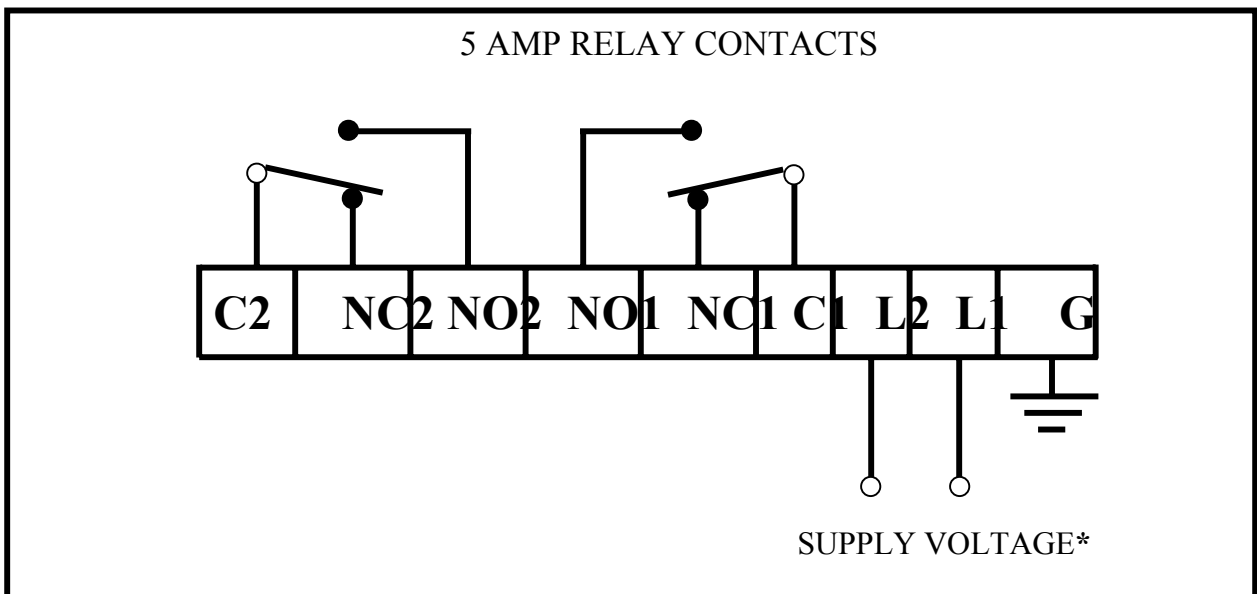 5 AMP RELAY CONTACTS
C2 NC2 NO2 NO1 NC1 C1 L2 L1 G
SUPPLY VOLTAGE*